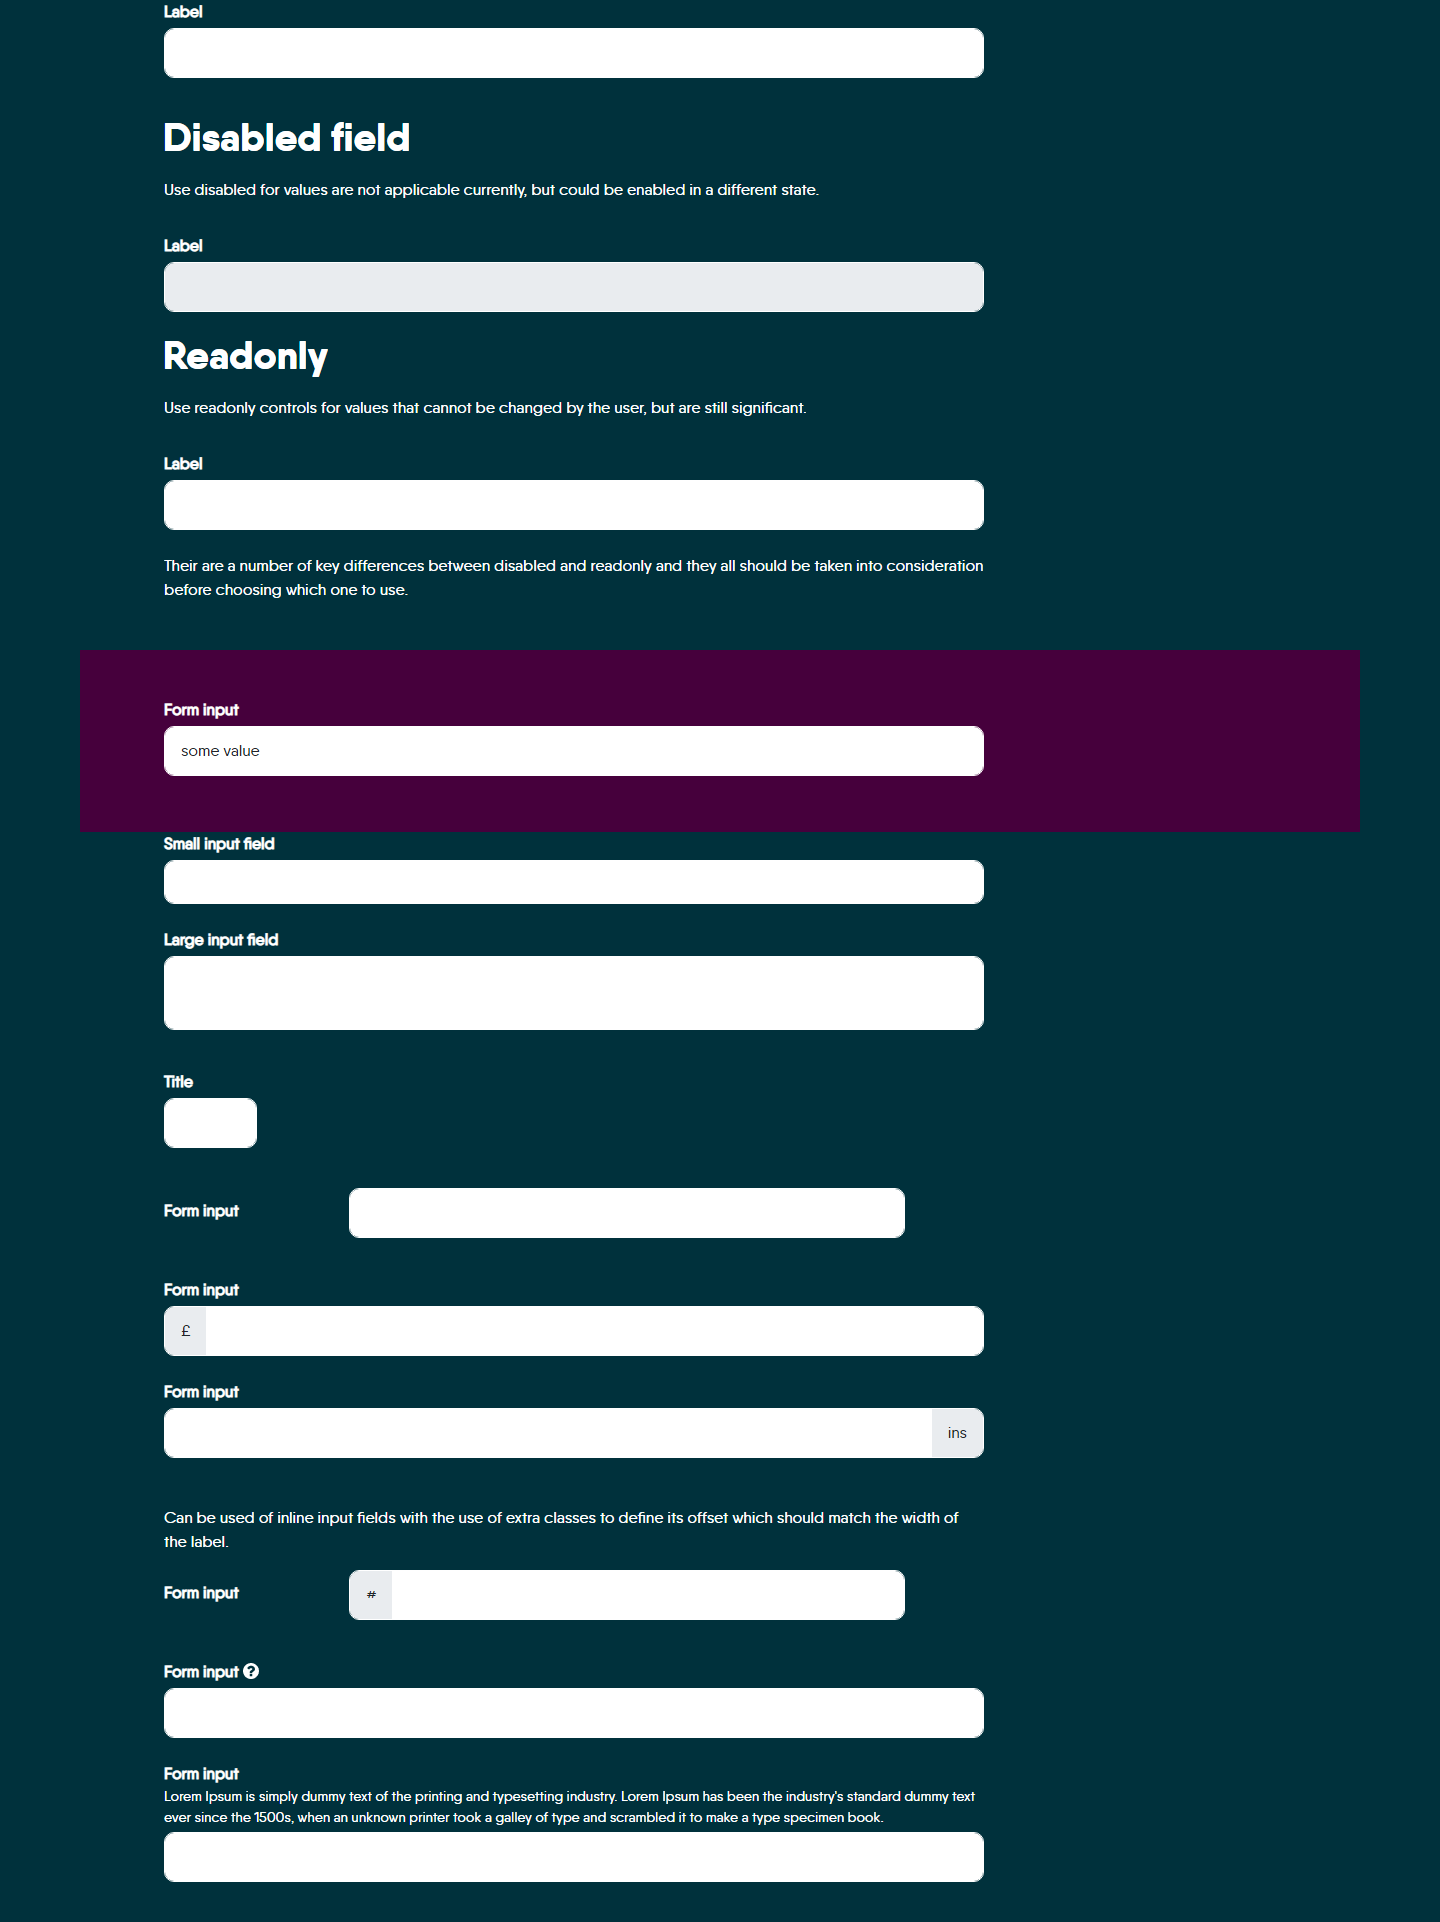 Label
Disabled field
Use disabled for values are not applicable currently, but could be enabled in a different state.
Label
Readonly
Use readonly controls for values that cannot be changed by the user, but are still significant.
Label
Their are a number of key differences between disabled and readonly and they all should be taken into consideration
before choosing which one to use.
Form input
some value
Small input field
Large input field
Title
Form input
Form input
£
Form input
ins
Can be used of inline input fields with the use of extra classes to define its offset which should match the width of
the label.
Form input
#
Form input ?
Form input
Lorem Ipsum is simply dummy text of the printing and typesetting industry. Lorem Ipsum has been the industry's standard dummy text
ever since the 1500s, when an unknown printer took a galley of type and scrambled it to make a type specimen book.